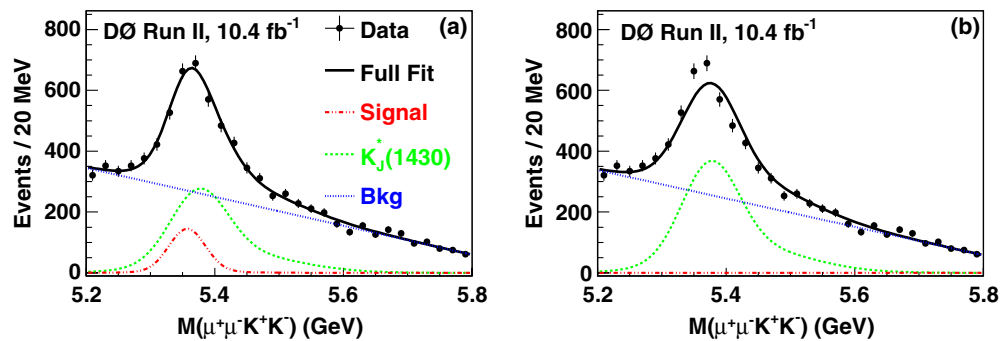 DØ Run II, 10.4 fb⁻¹
(a)
Data
Full Fit
Signal
K*J(1430)
Bkg
Events / 20 MeV
800
600
400
200
0
5.2 5.4 5.6 5.8
M(μ⁺μ⁻K⁺K⁻) (GeV)
DØ Run II, 10.4 fb⁻¹
(b)
Events / 20 MeV
800
600
400
200
0
5.2 5.4 5.6 5.8
M(μ⁺μ⁻K⁺K⁻) (GeV)